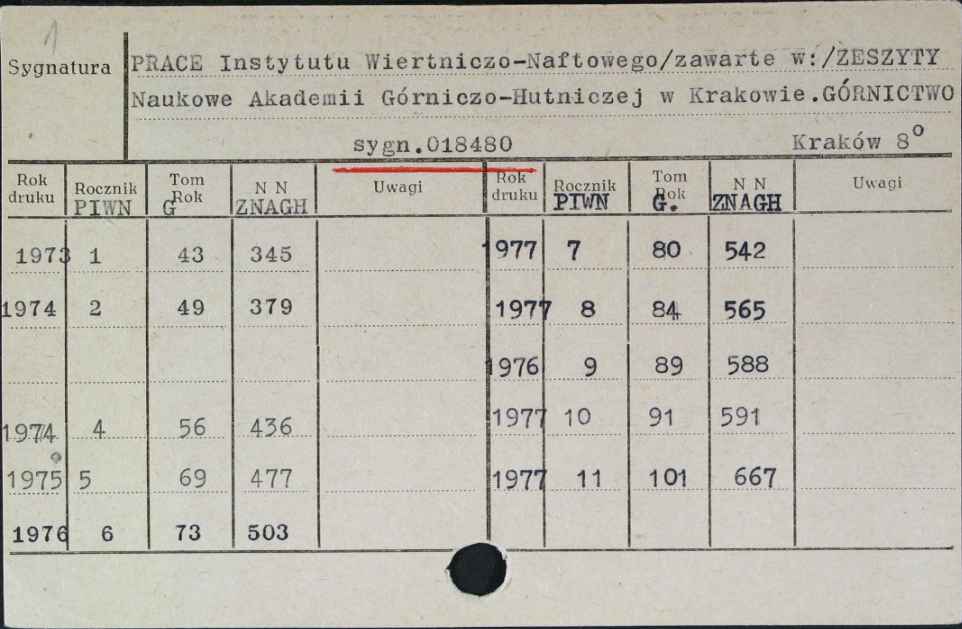 1
Sygnatura PRACE Instytutu Wiertniczo-Naftowego/zawarte w:/ZESZYTY
Naukowe Akademii Górniczo-Hutniczej w Krakowie.GÓRNICTWO
sygn.018480 Kraków 8°
Rok druku Rocznik PIWN Tom Rok G N N ZNAGH Uwagi Rok druku Rocznik PIWN Tom Rok G. N N ZNAGH Uwagi
1973 1 43 345 1977 7 80 542
1974 2 49 379 1977 8 84 565
1976 9 89 588
1974 4 56 436 1977 10 91 591
1975 5 69 477 1977 11 101 667
1976 6 73 503